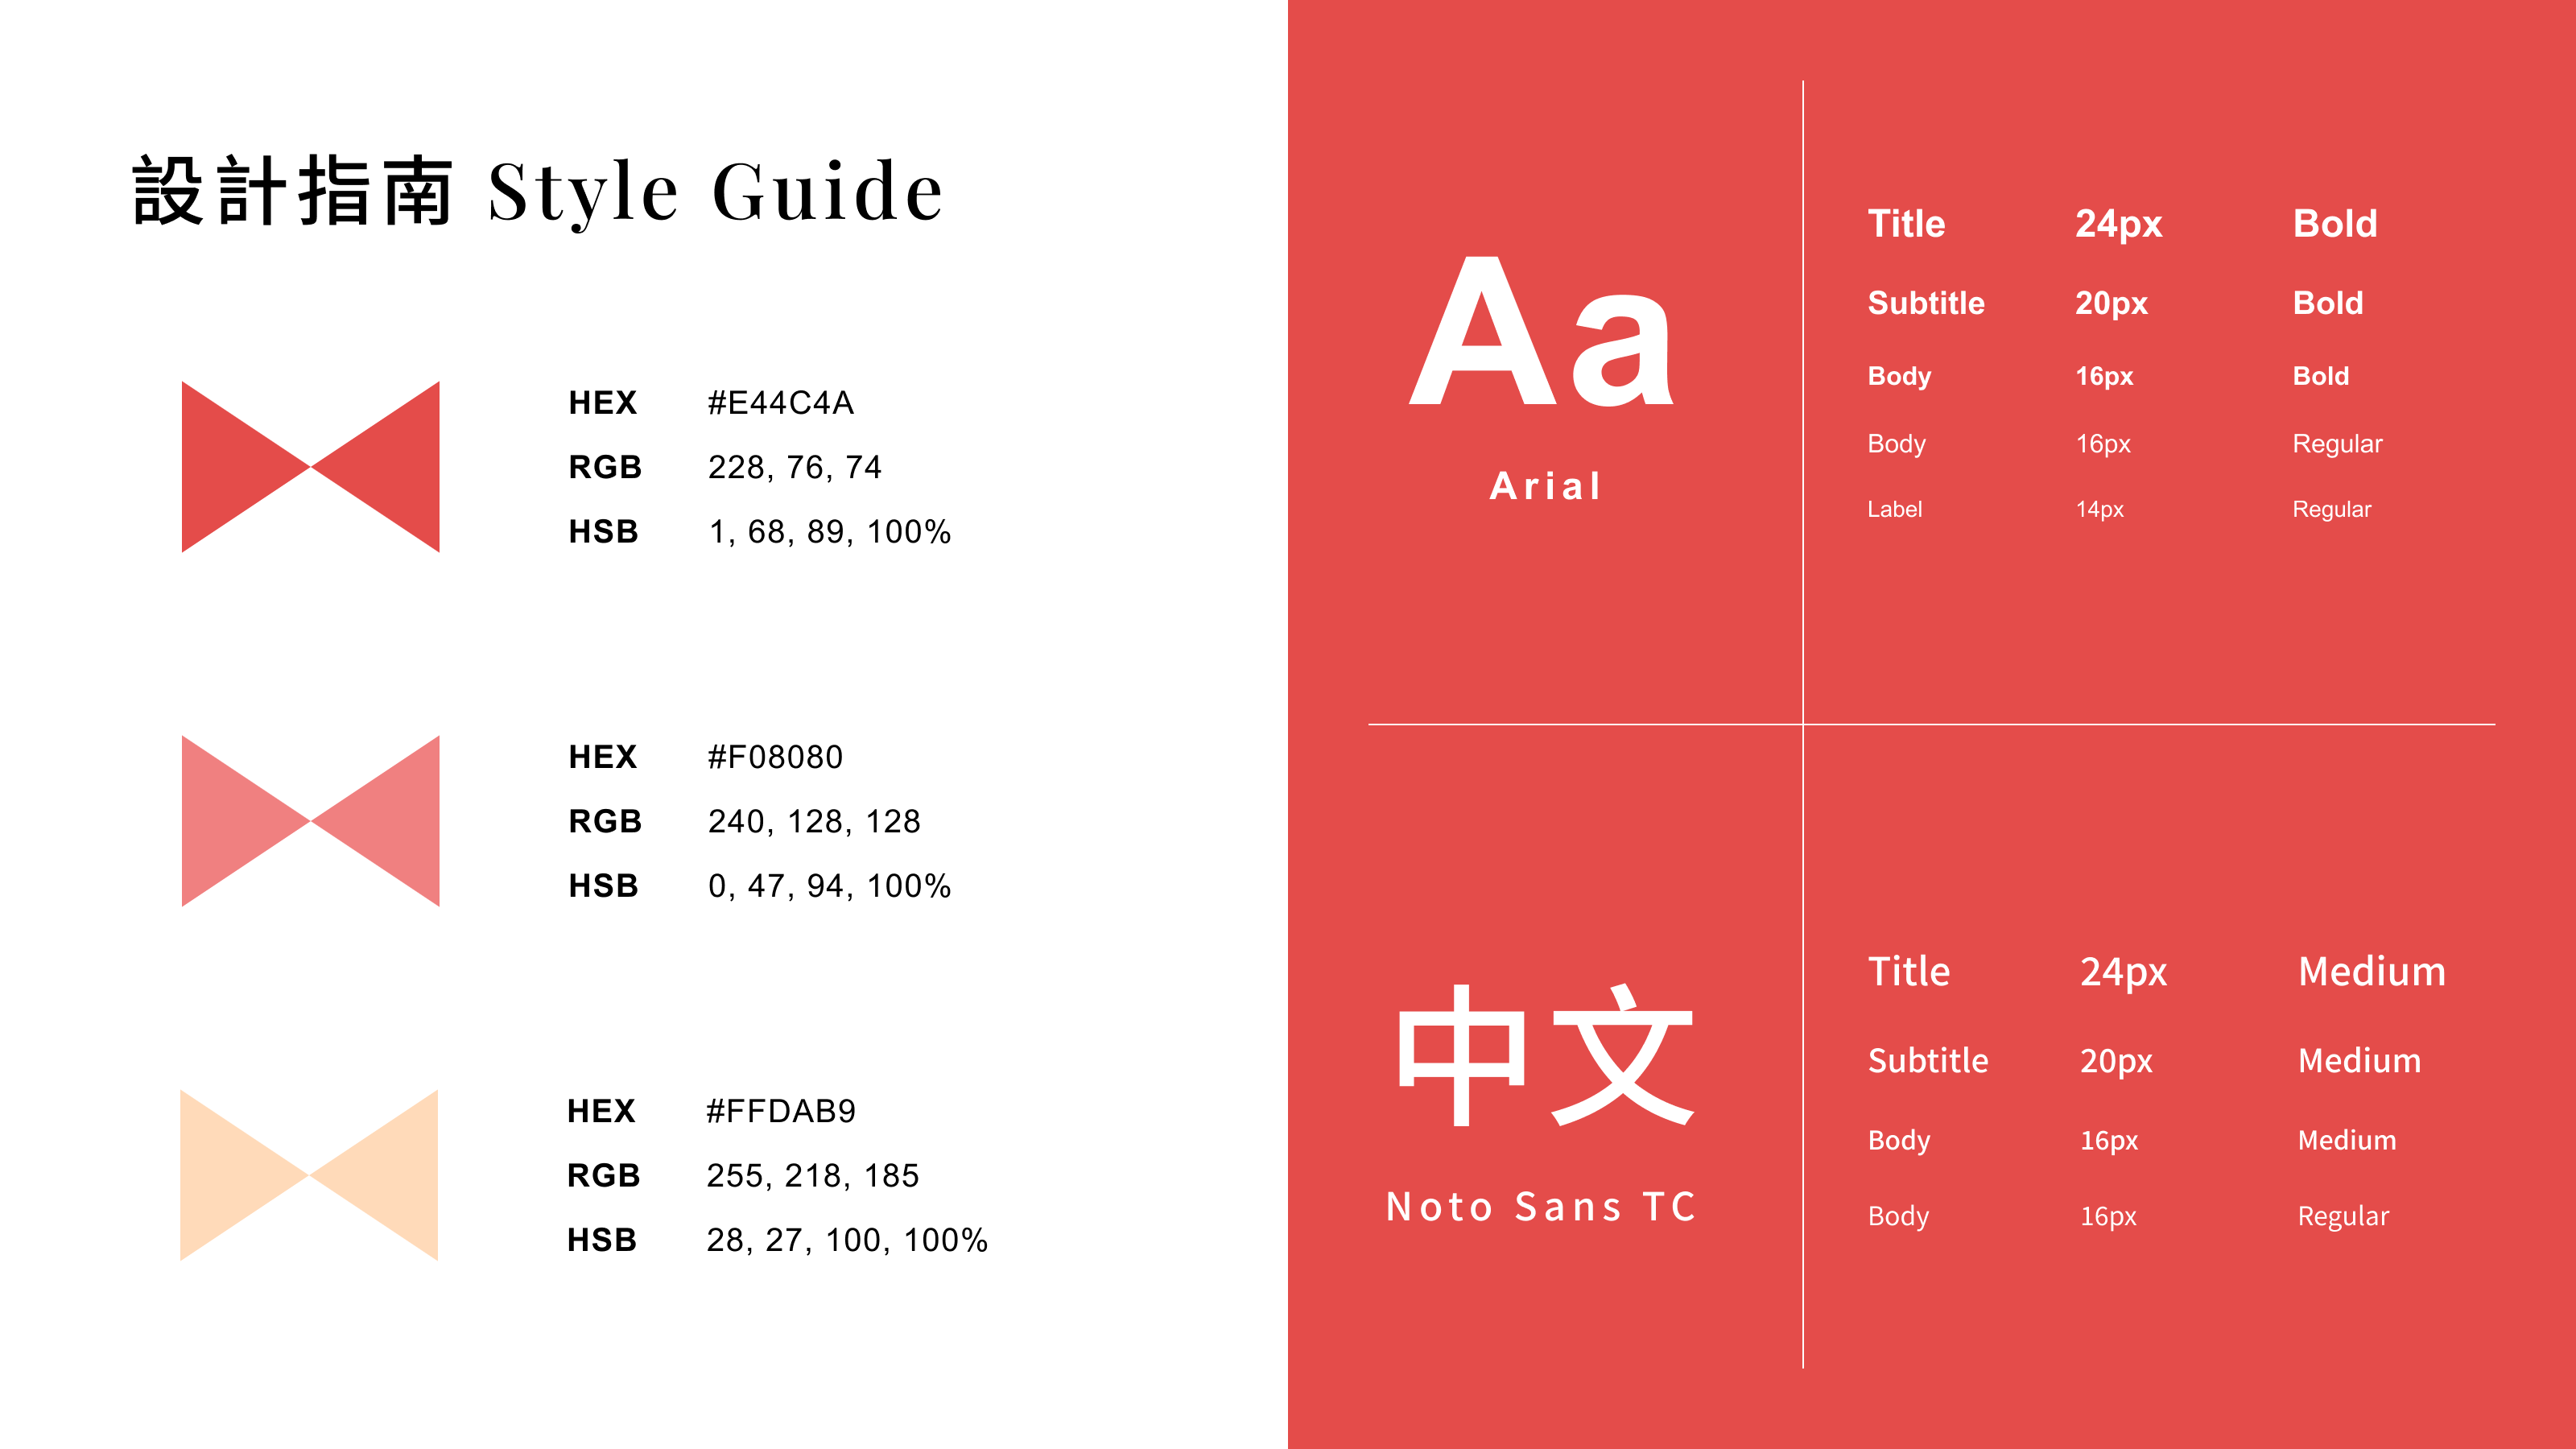 設計指南 Style Guide
HEX #E44C4A
RGB 228, 76, 74
HSB 1, 68, 89, 100%
HEX #F08080
RGB 240, 128, 128
HSB 0, 47, 94, 100%
HEX #FFDAB9
RGB 255, 218, 185
HSB 28, 27, 100, 100%
Aa
Arial
Title 24px Bold
Subtitle 20px Bold
Body 16px Bold
Body 16px Regular
Label 14px Regular
中文
Noto Sans TC
Title 24px Medium
Subtitle 20px Medium
Body 16px Medium
Body 16px Regular